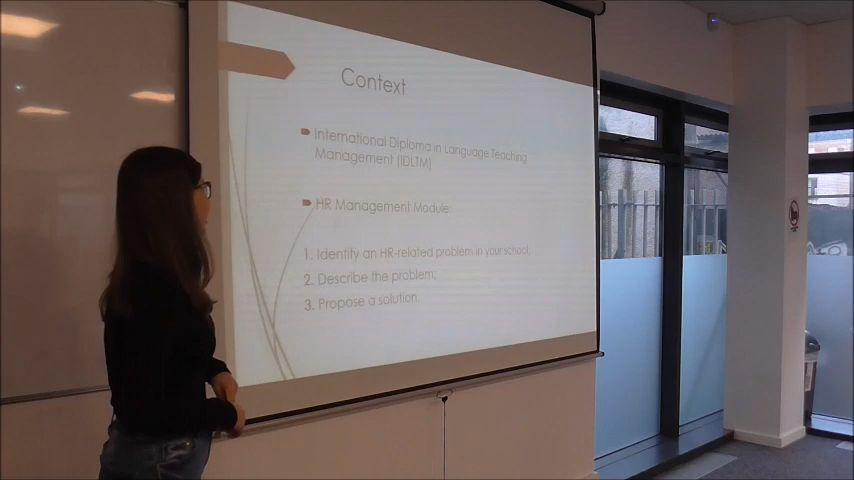 Context
International Diploma in Language Teaching
Management (IDLTM)
HR Management Module:
1. Identify an HR-related problem in your school;
2. Describe the problem;
3. Propose a solution.